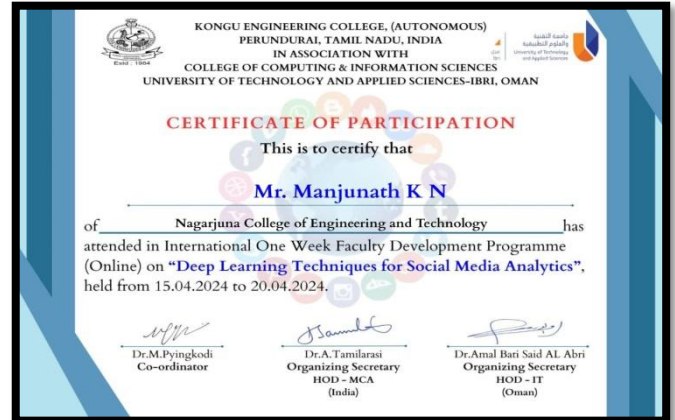 KONGU ENGINEERING COLLEGE, (AUTONOMOUS)
PERUNDURAI, TAMIL NADU, INDIA
IN ASSOCIATION WITH
COLLEGE OF COMPUTING & INFORMATION SCIENCES
UNIVERSITY OF TECHNOLOGY AND APPLIED SCIENCES-IBRI, OMAN
Estd : 1984
جامعة التقنية
والعلوم التطبيقية
University of Technology
and Applied Sciences
CERTIFICATE OF PARTICIPATION
This is to certify that
Mr. Manjunath K N
of Nagarjuna College of Engineering and Technology has
attended in International One Week Faculty Development Programme
(Online) on “Deep Learning Techniques for Social Media Analytics”,
held from 15.04.2024 to 20.04.2024.
Dr.M.Pyingkodi
Co-ordinator
Dr.A.Tamilarasi
Organizing Secretary
HOD - MCA
(India)
Dr.Amal Bati Said AL Abri
Organizing Secretary
HOD - IT
(Oman)